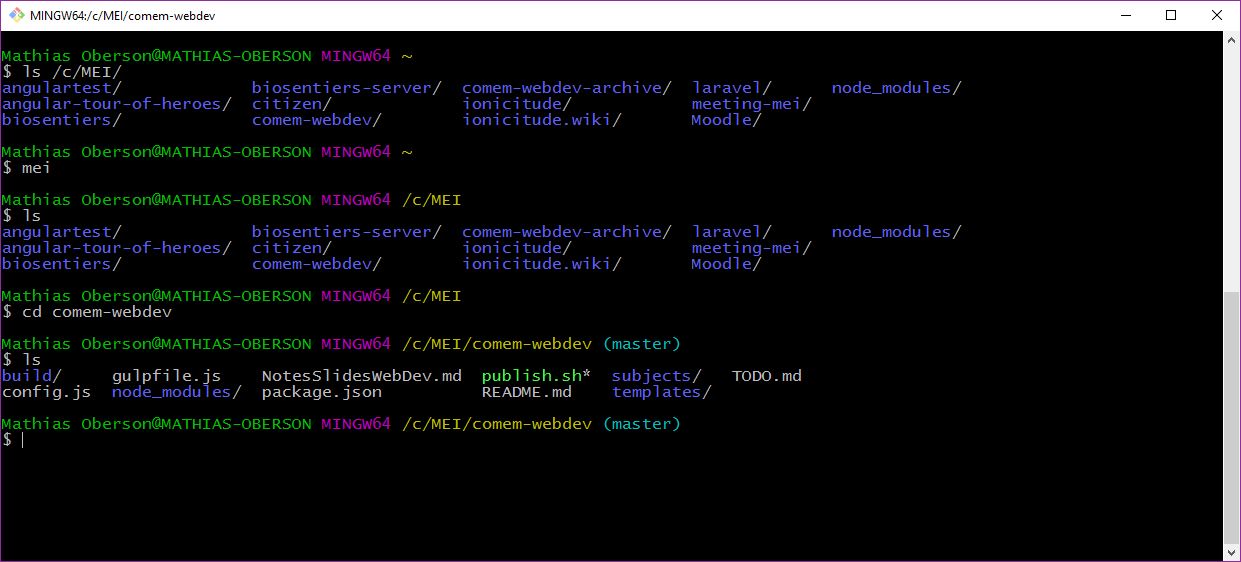 MINGW64:/c/MEI/comem-webdev
Mathias Oberson@MATHIAS-OBERSON MINGW64 ~
$ ls /c/MEI/
angulartest/ biosentiers-server/ comem-webdev-archive/ laravel/ node_modules/
angular-tour-of-heroes/ citizen/ ionicitude/ meeting-mei/
biosentiers/ comem-webdev/ ionicitude.wiki/ Moodle/
Mathias Oberson@MATHIAS-OBERSON MINGW64 ~
$ mei
Mathias Oberson@MATHIAS-OBERSON MINGW64 /c/MEI
$ ls
angulartest/ biosentiers-server/ comem-webdev-archive/ laravel/ node_modules/
angular-tour-of-heroes/ citizen/ ionicitude/ meeting-mei/
biosentiers/ comem-webdev/ ionicitude.wiki/ Moodle/
Mathias Oberson@MATHIAS-OBERSON MINGW64 /c/MEI
$ cd comem-webdev
Mathias Oberson@MATHIAS-OBERSON MINGW64 /c/MEI/comem-webdev (master)
$ ls
build/ gulpfile.js NotesSlidesWebDev.md publish.sh* subjects/ TODO.md
config.js node_modules/ package.json README.md templates/
Mathias Oberson@MATHIAS-OBERSON MINGW64 /c/MEI/comem-webdev (master)
$